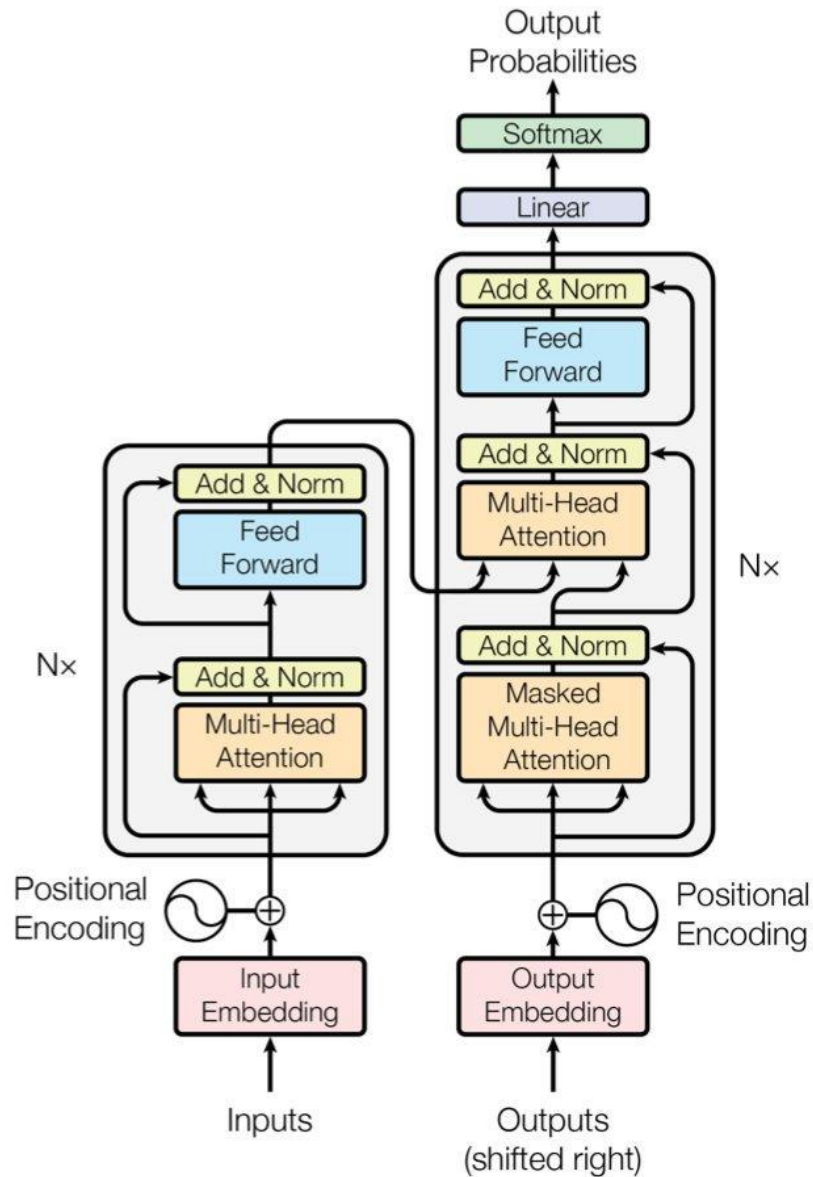 Output
Probabilities
Softmax
Linear
Add & Norm
Feed
Forward
Add & Norm
Multi-Head
Attention
Nx
Add & Norm
Masked
Multi-Head
Attention
Add & Norm
Feed
Forward
Nx
Add & Norm
Multi-Head
Attention
Positional
Encoding
Positional
Encoding
Input
Embedding
Output
Embedding
Inputs
Outputs
(shifted right)